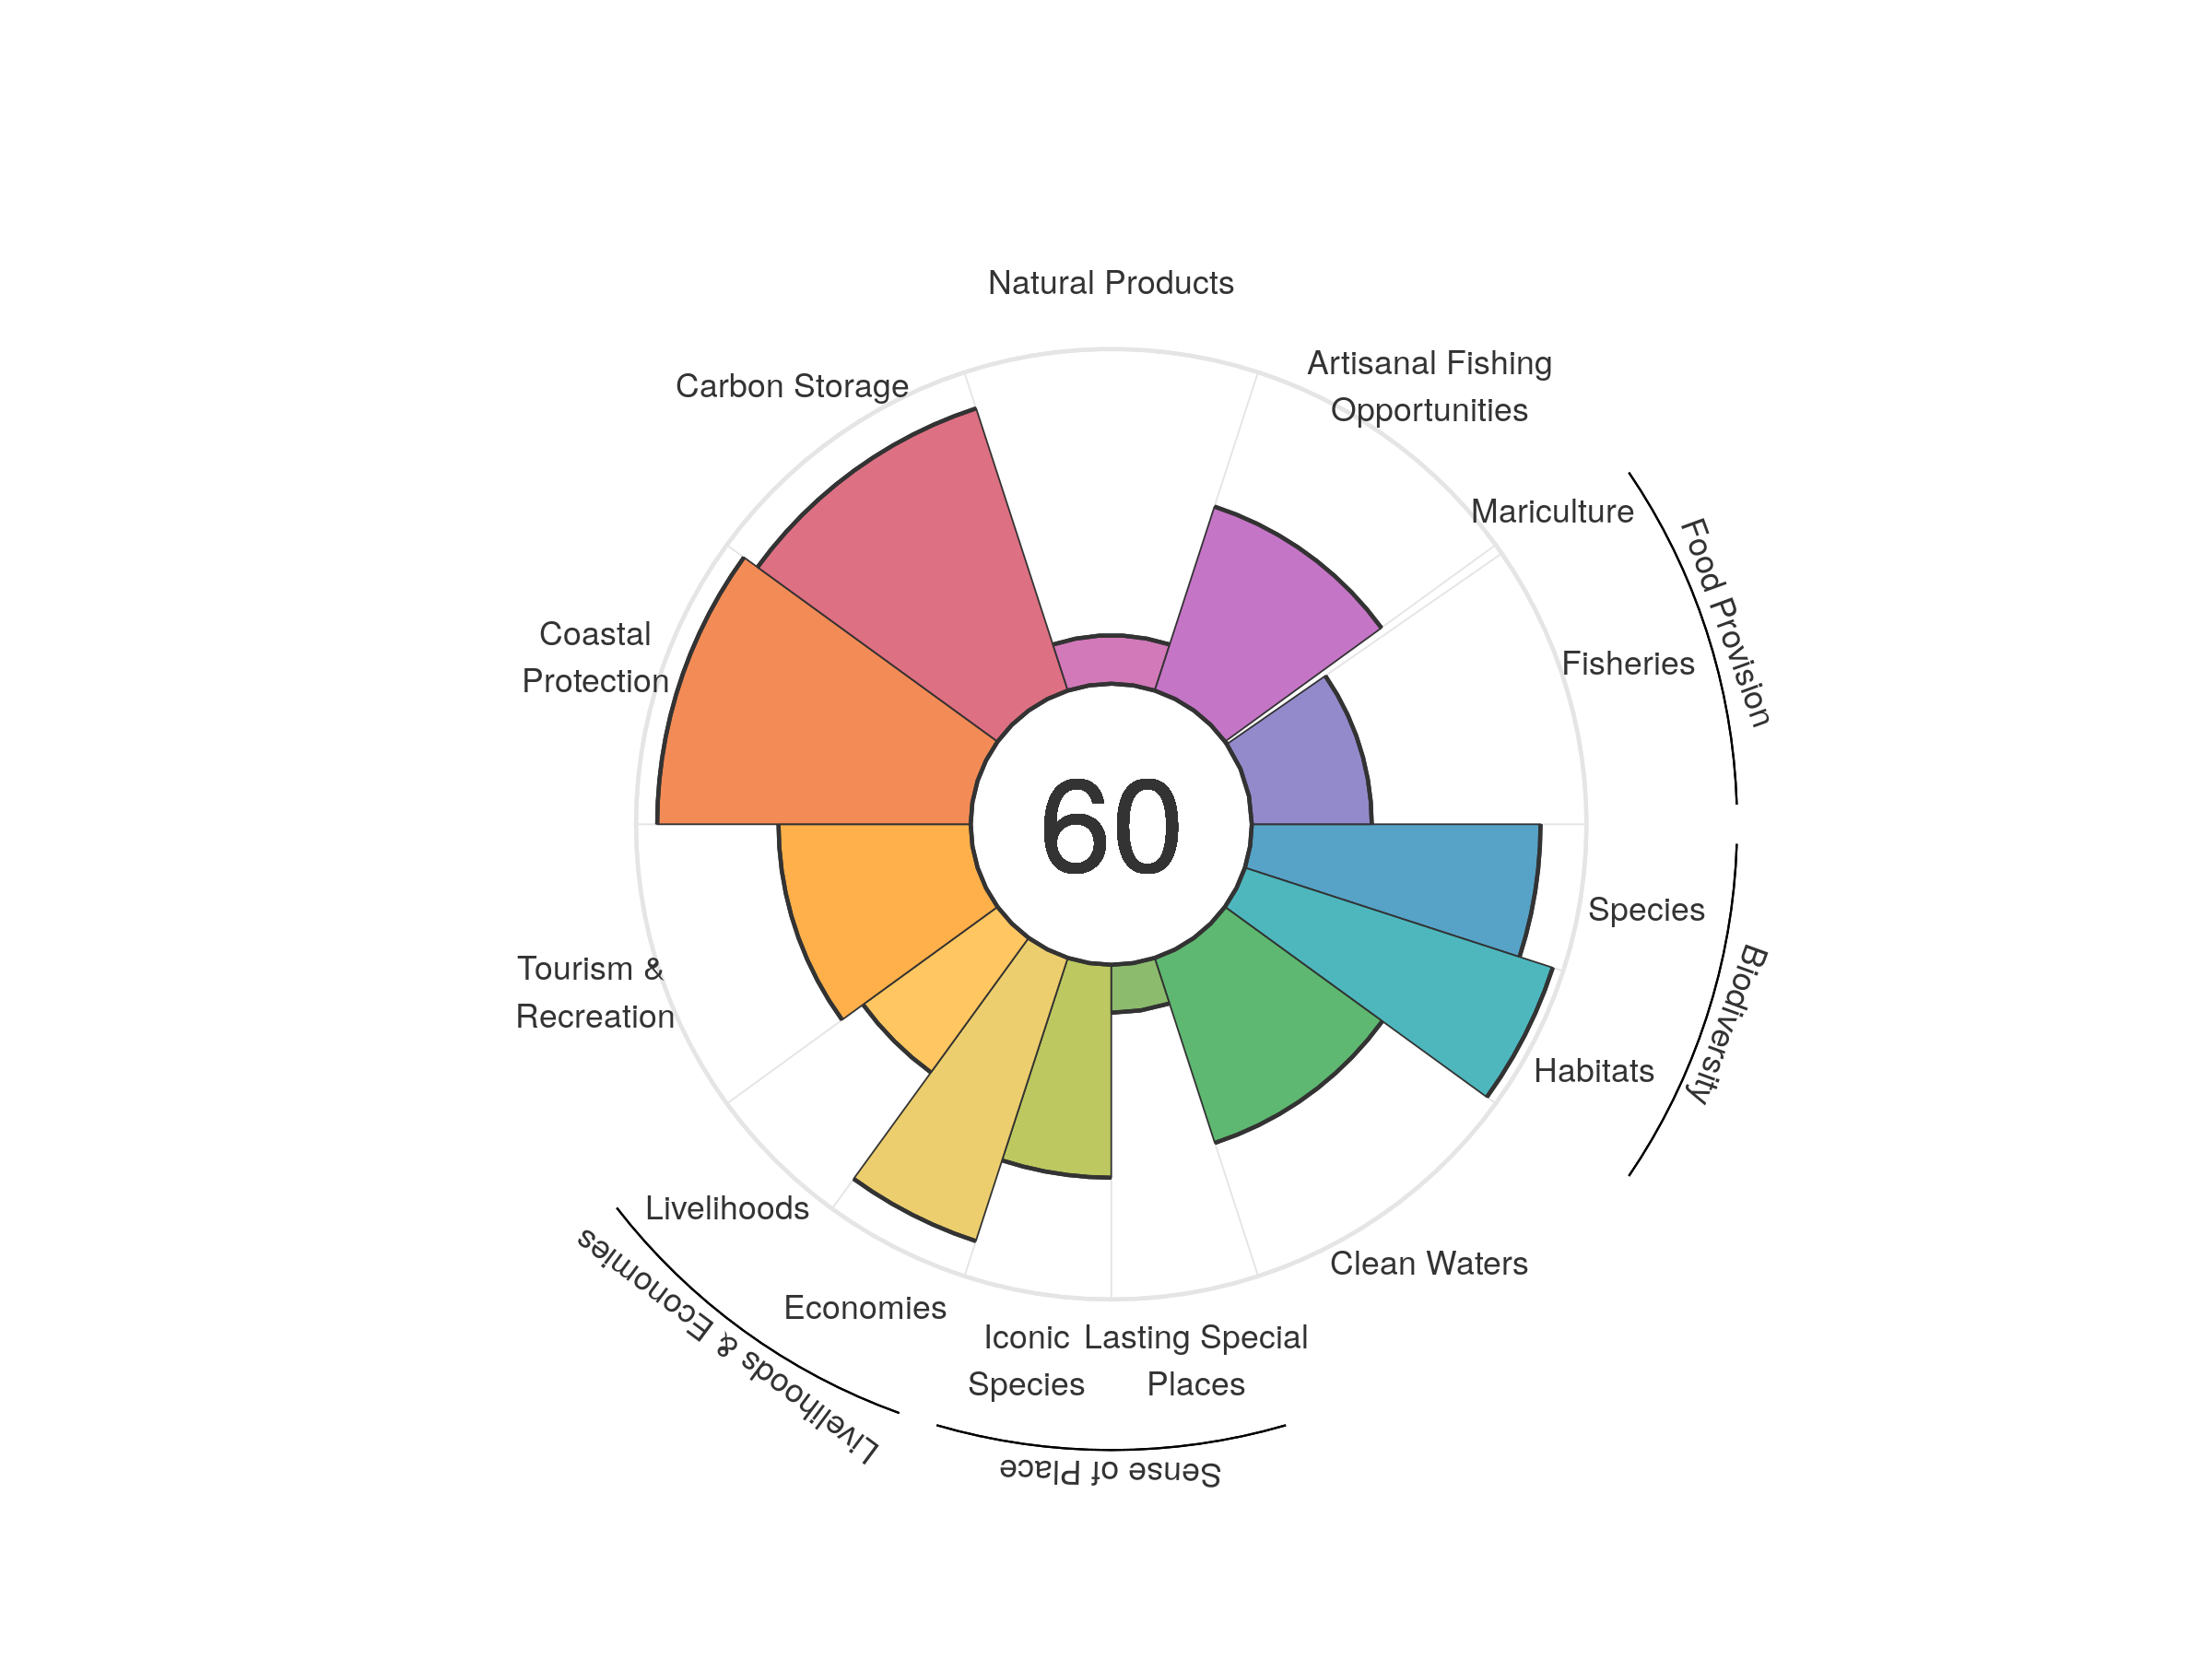 Natural Products
Artisanal Fishing
Opportunities
Carbon Storage
Mariculture
Food Provision
Coastal
Protection
Fisheries
60
Species
Biodiversity
Tourism &
Recreation
Habitats
Livelihoods
Clean Waters
Economies
Livelihoods & Economies
Iconic
Species
Lasting Special
Places
Sense of Place